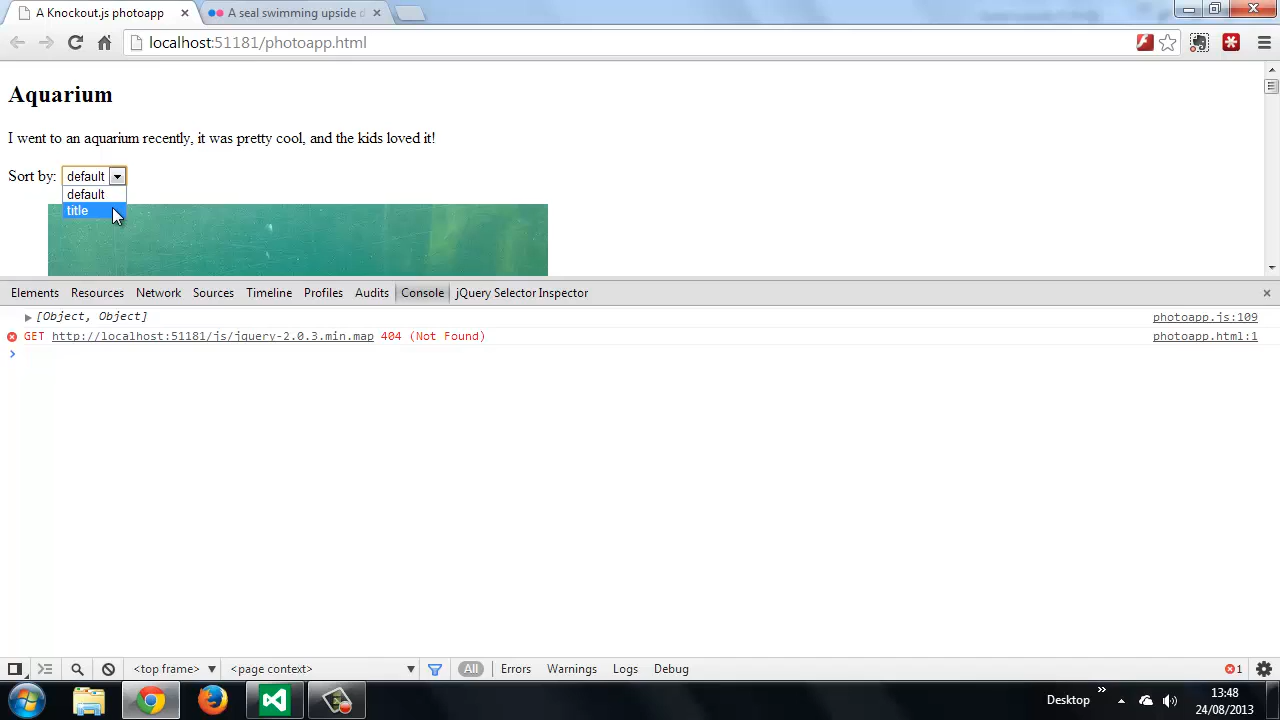 A Knockout.js photoapp
A seal swimming upside d
localhost:51181/photoapp.html
Aquarium
I went to an aquarium recently, it was pretty cool, and the kids loved it!
Sort by: default
default
title
Elements Resources Network Sources Timeline Profiles Audits Console jQuery Selector Inspector
[Object, Object] photoapp.js:109
GET http://localhost:51181/js/jquery-2.0.3.min.map 404 (Not Found) photoapp.html:1
<top frame> <page context> All Errors Warnings Logs Debug 1
Desktop 13:48
24/08/2013